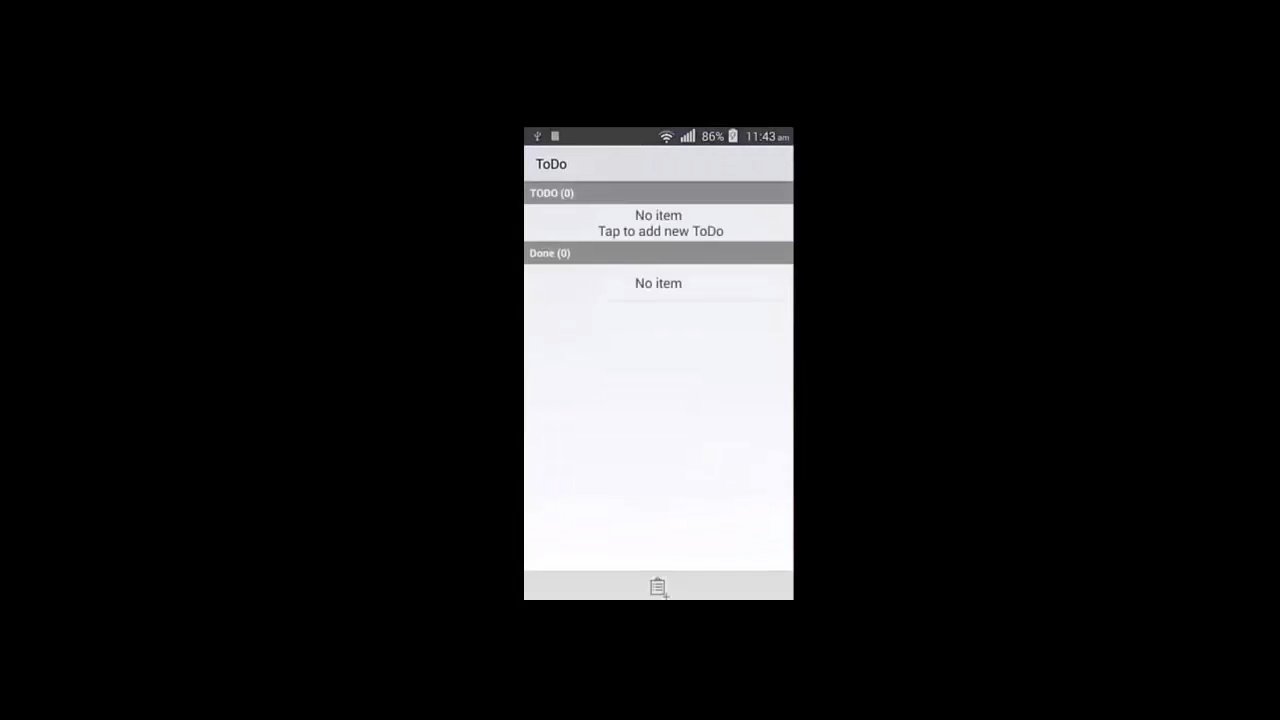 86% 11:43 am
ToDo
TODO (0)
No item
Tap to add new ToDo
Done (0)
No item